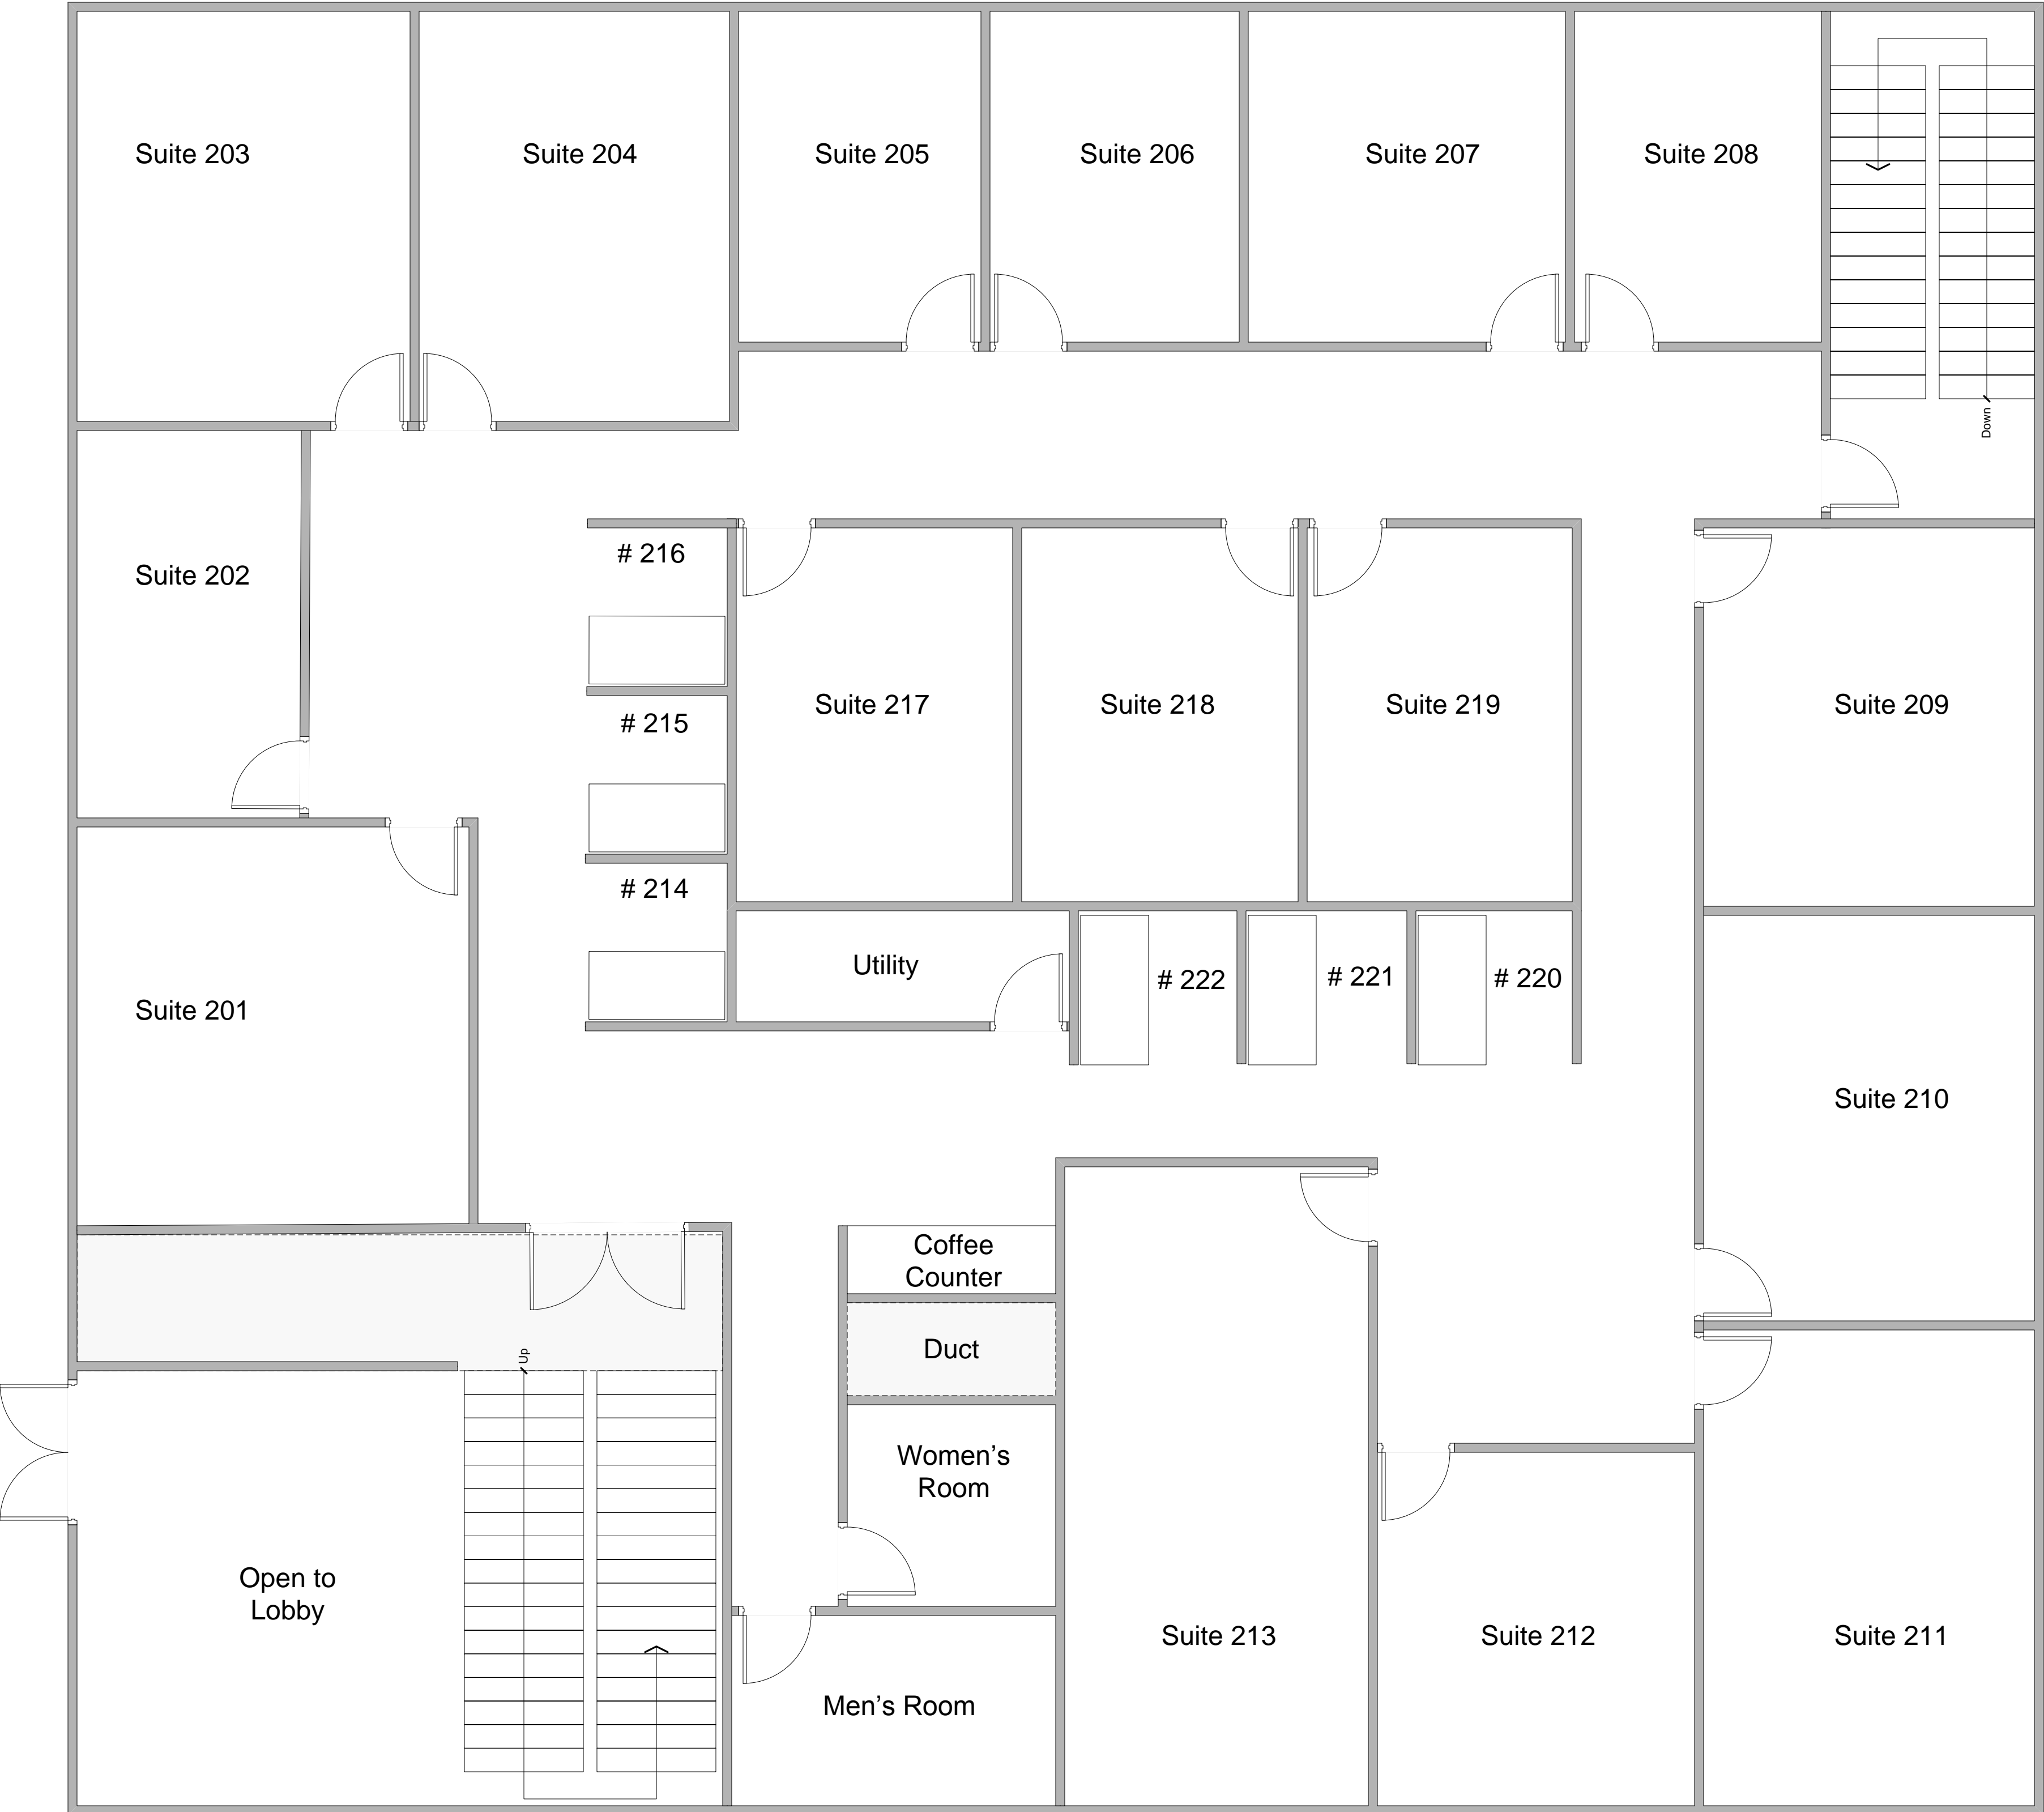 Suite 203
Suite 204
Suite 205
Suite 206
Suite 207
Suite 208
Down
# 216
Suite 202
# 215
Suite 217
Suite 218
Suite 219
Suite 209
# 214
Utility
# 222
# 221
# 220
Suite 201
Suite 210
Coffee
Counter
Duct
Up
Women's
Room
Open to
Lobby
Suite 213
Suite 212
Suite 211
Men's Room